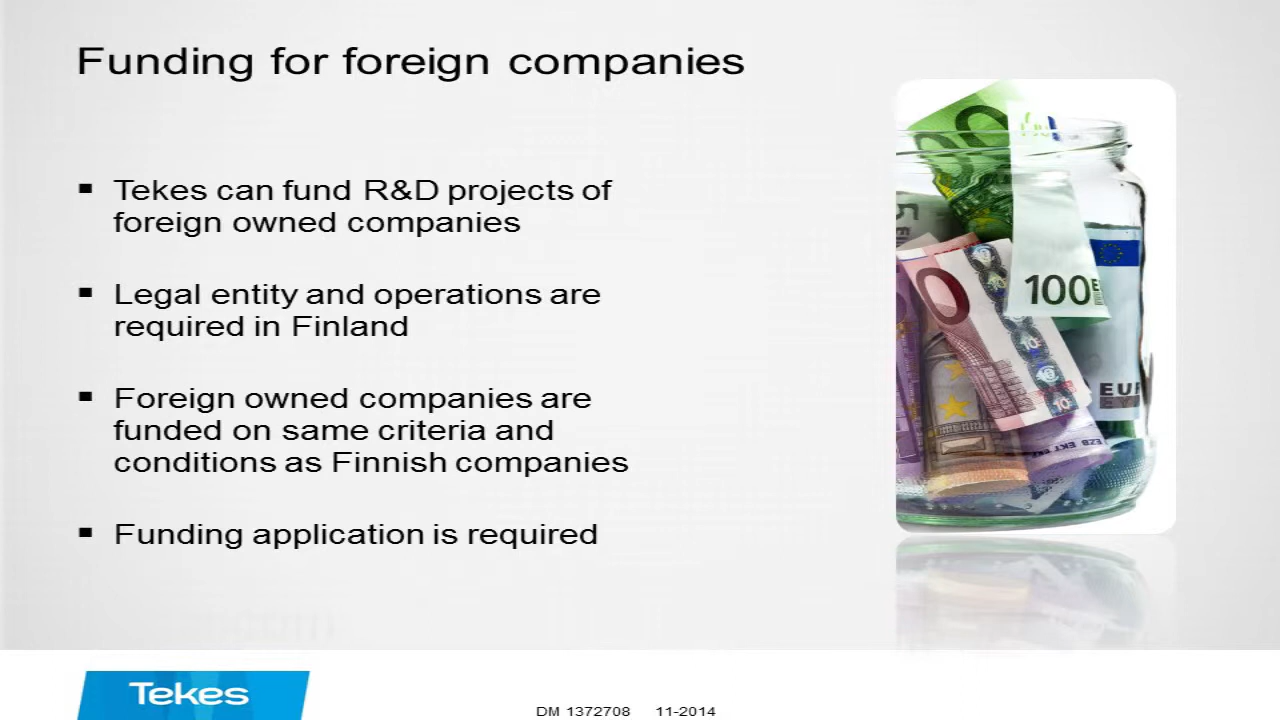 Funding for foreign companies
▪ Tekes can fund R&D projects of
foreign owned companies
▪ Legal entity and operations are
required in Finland
▪ Foreign owned companies are
funded on same criteria and
conditions as Finnish companies
▪ Funding application is required
100
EZB EKT
Tekes
DM 1372708 11-2014